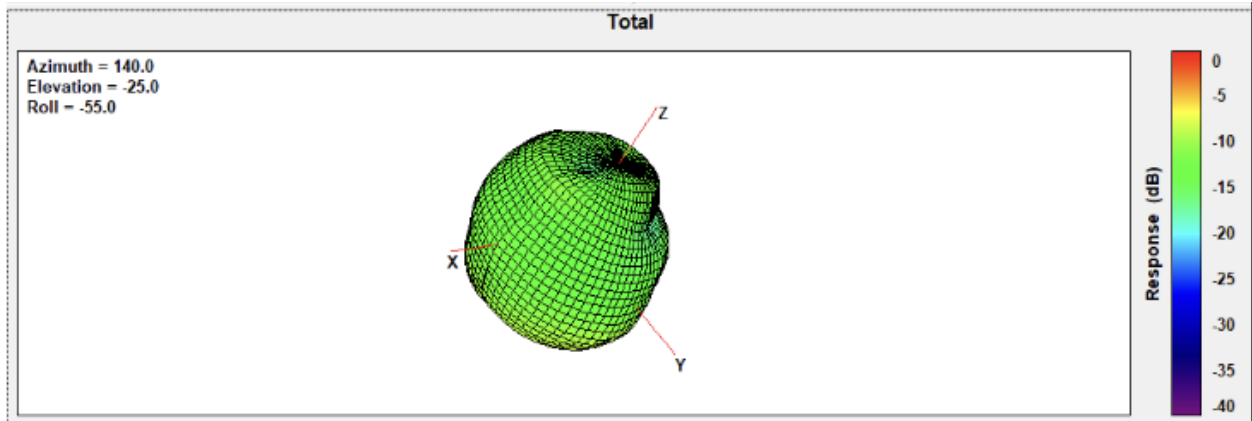 Total
Azimuth = 140.0
Elevation = -25.0
Roll = -55.0
Z
X
Y
Response (dB)
0
-5
-10
-15
-20
-25
-30
-35
-40